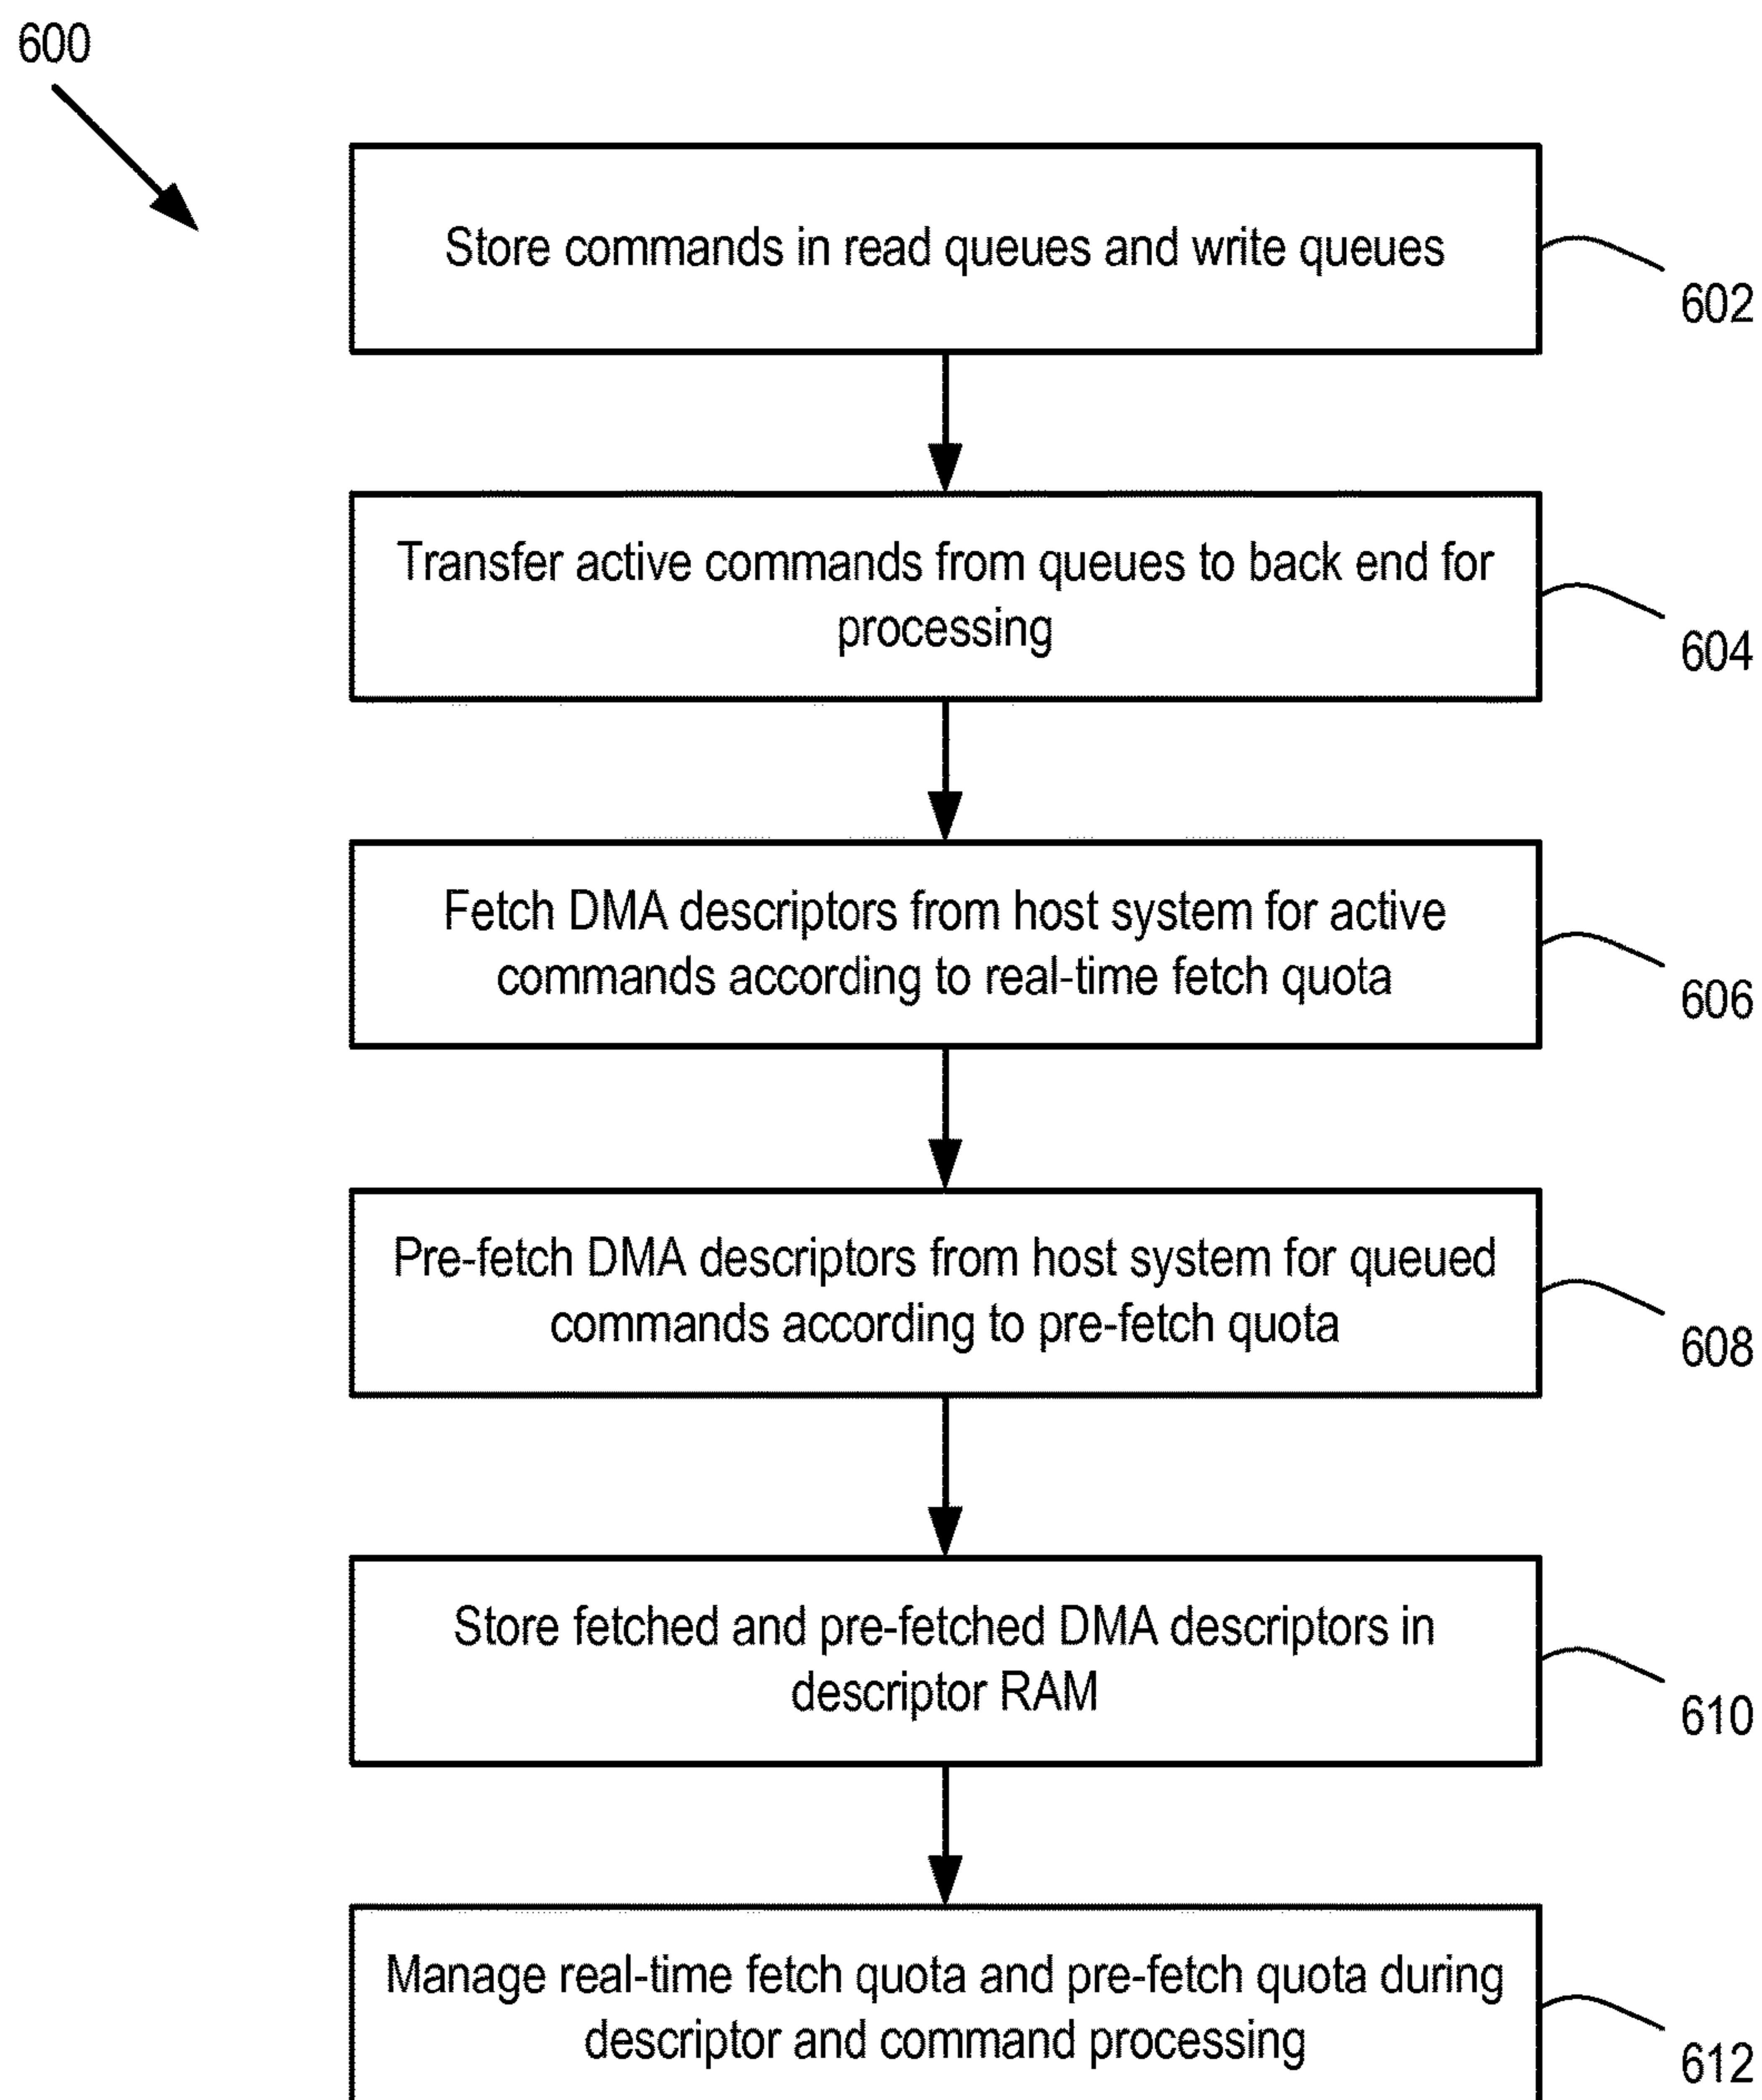 600
Store commands in read queues and write queues
602
Transfer active commands from queues to back end for
processing
604
Fetch DMA descriptors from host system for active
commands according to real-time fetch quota
606
Pre-fetch DMA descriptors from host system for queued
commands according to pre-fetch quota
608
Store fetched and pre-fetched DMA descriptors in
descriptor RAM
610
Manage real-time fetch quota and pre-fetch quota during
descriptor and command processing
612